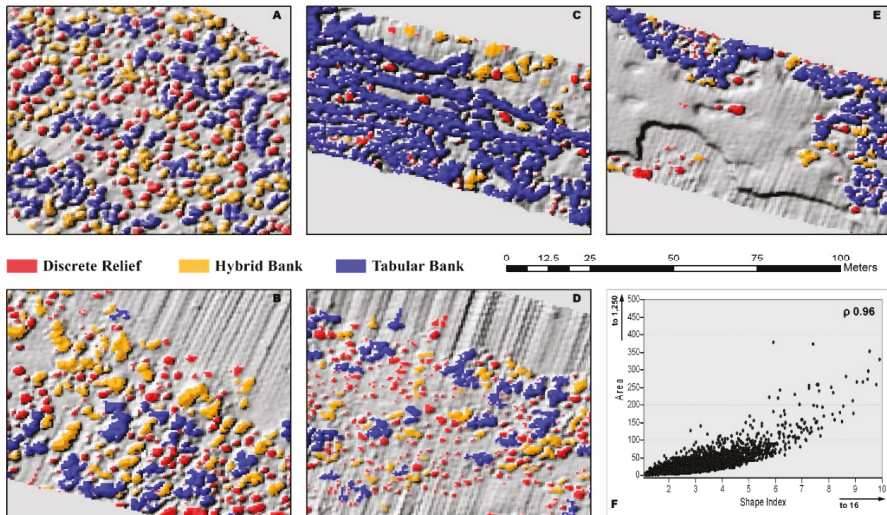 A
C
E
Discrete Relief Hybrid Bank Tabular Bank
0 12.5 25 50 75 100
Meters
B
D
to 1,250
ρ 0.96
500
450
400
350
300
250
200
150
100
50
0
Area
2 3 4 5 6 7 8 9 10
Shape Index
to 16
F